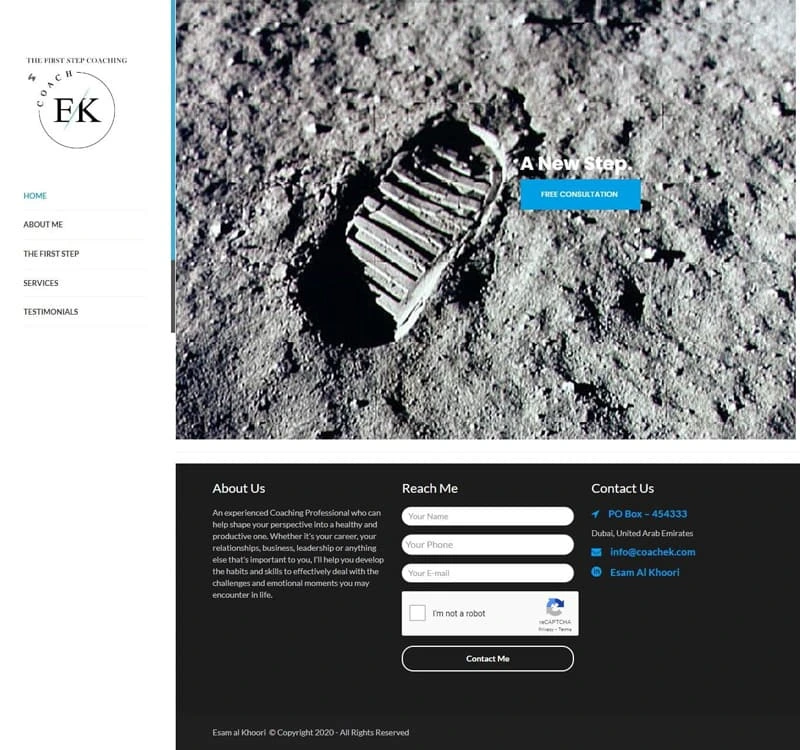 THE FIRST STEP COACHING
COACH
EK
HOME
ABOUT ME
THE FIRST STEP
SERVICES
TESTIMONIALS
A New Step.
FREE CONSULTATION
About Us
An experienced Coaching Professional who can
help shape your perspective into a healthy and
productive one. Whether it's your career, your
relationships, business, leadership or anything
else that's important to you, I'll help you develop
the habits and skills to effectively deal with the
challenges and emotional moments you may
encounter in life.
Reach Me
Your Name
Your Phone
Your E-mail
I'm not a robot
reCAPTCHA
Privacy - Terms
Contact Me
Contact Us
PO Box – 454333
Dubai, United Arab Emirates
info@coachek.com
in
Esam Al Khoori
Esam al Khoori © Copyright 2020 - All Rights Reserved